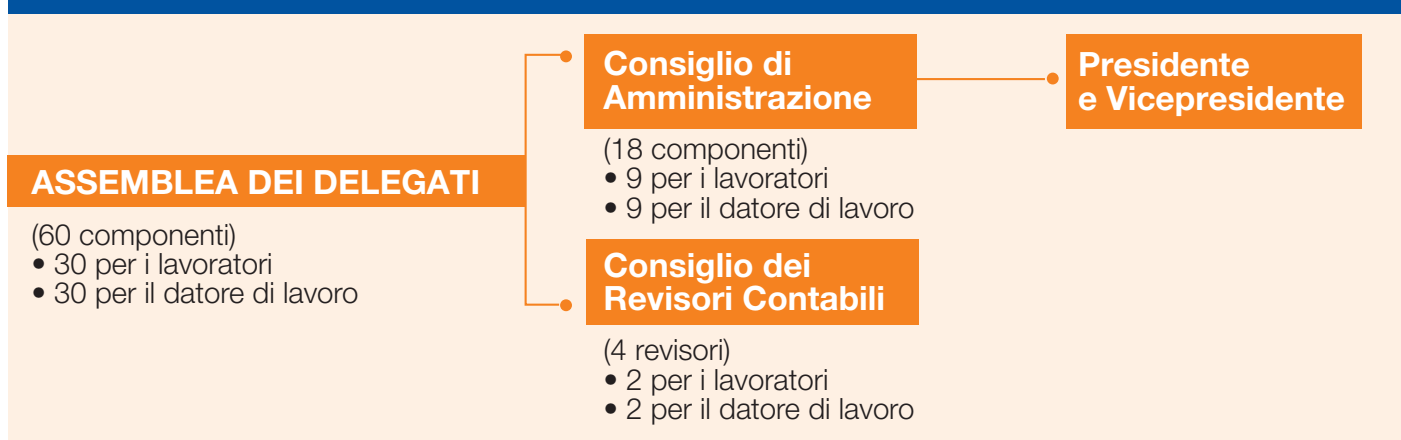 ASSEMBLEA DEI DELEGATI
(60 componenti)
• 30 per i lavoratori
• 30 per il datore di lavoro
Consiglio di
Amministrazione
(18 componenti)
• 9 per i lavoratori
• 9 per il datore di lavoro
Consiglio dei
Revisori Contabili
(4 revisori)
• 2 per i lavoratori
• 2 per il datore di lavoro
Presidente
e Vicepresidente